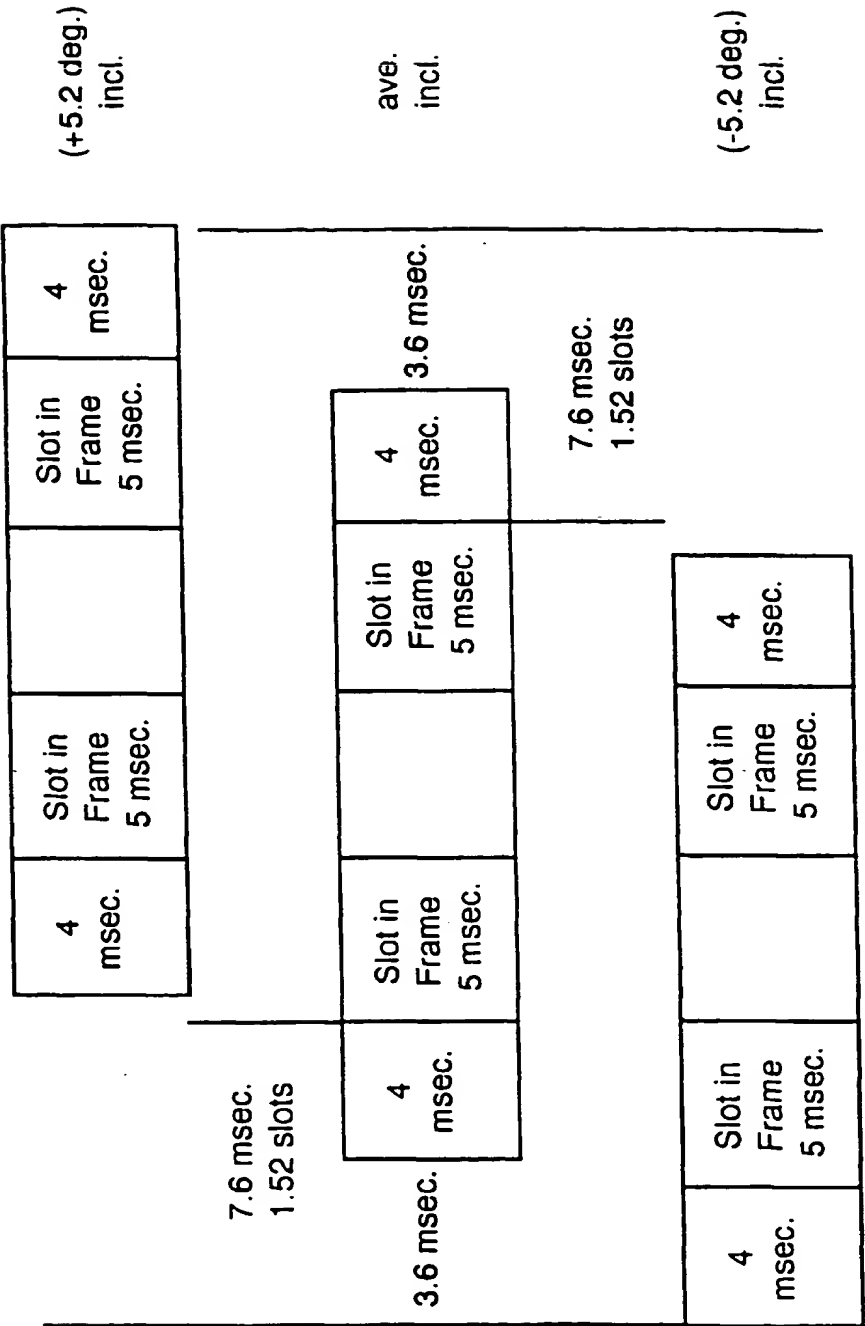 4
msec.
Slot in
Frame
5 msec.
Slot in
Frame
5 msec.
4
msec.
(+5.2 deg.)
incl.
7.6 msec.
1.52 slots
3.6 msec.
4
msec.
Slot in
Frame
5 msec.
Slot in
Frame
5 msec.
4
msec.
3.6 msec.
ave.
incl.
7.6 msec.
1.52 slots
4
msec.
Slot in
Frame
5 msec.
Slot in
Frame
5 msec.
4
msec.
(-5.2 deg.)
incl.